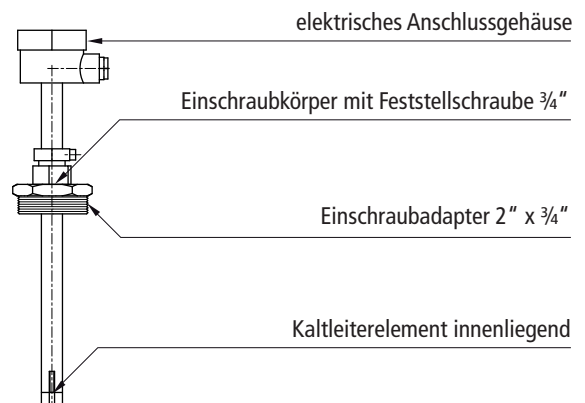 elektrisches Anschlussgehäuse
Einschraubkörper mit Feststellschraube ¾“
Einschraubadapter 2“ x ¾“
Kaltleiterelement innenliegend